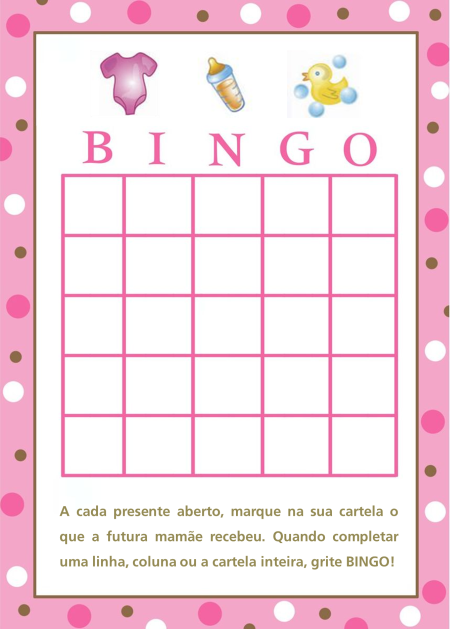 B I N G O
A cada presente aberto, marque na sua cartela o
que a futura mamãe recebeu. Quando completar
uma linha, coluna ou a cartela inteira, grite BINGO!